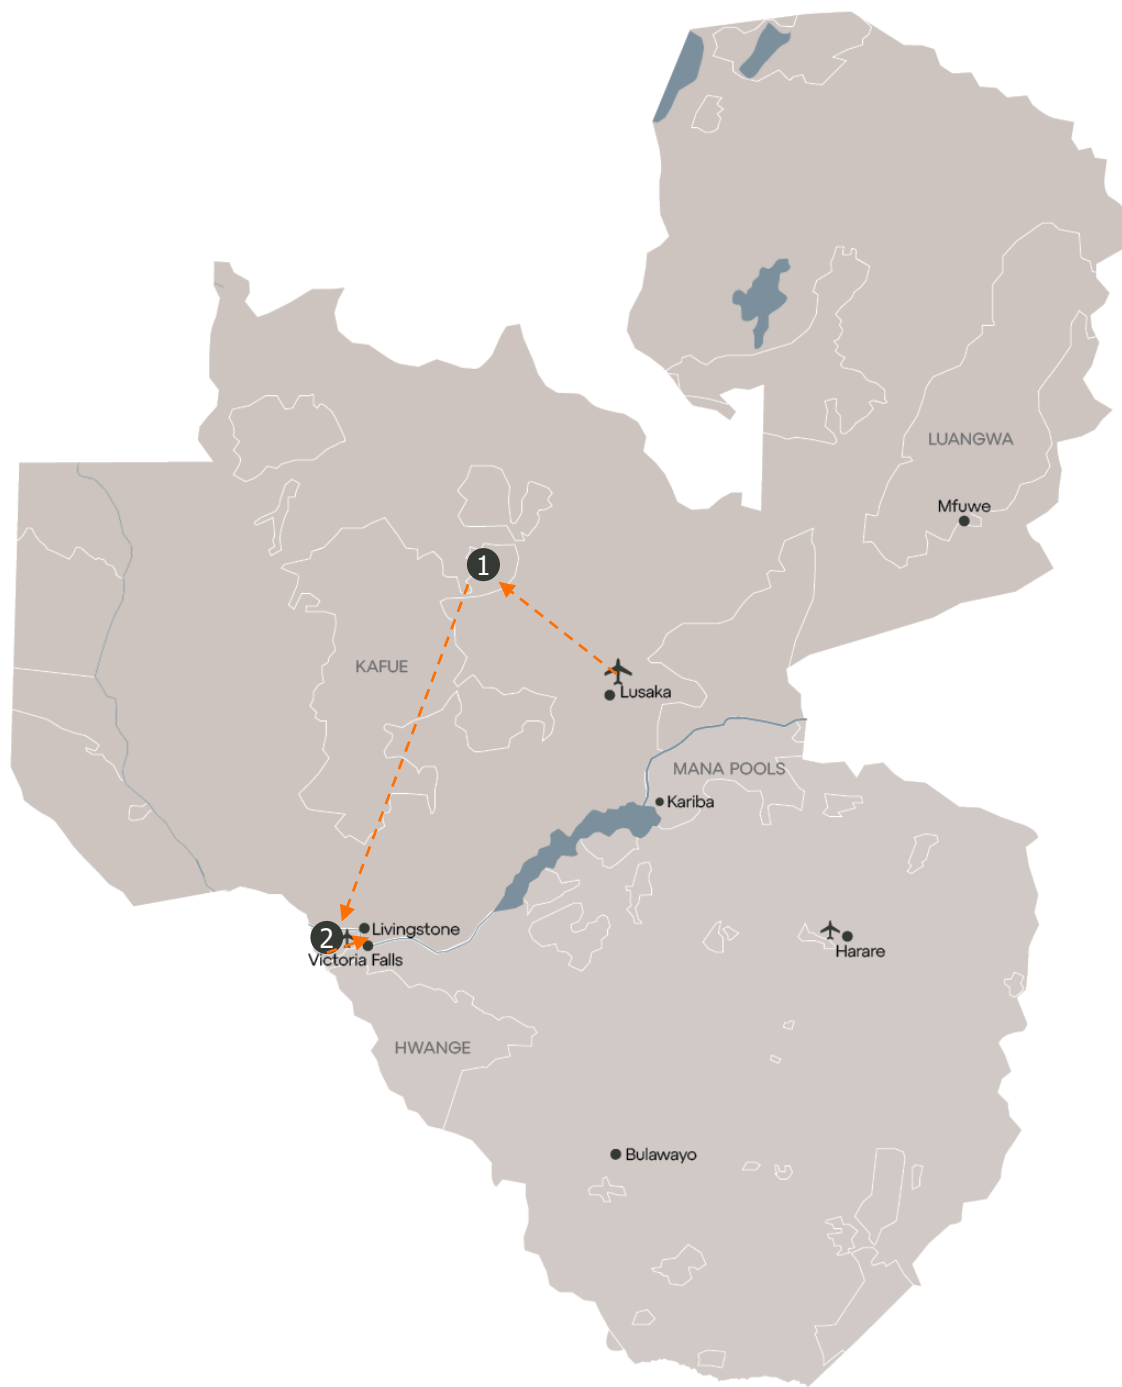 LUANGWA
Mfuwe
1
KAFUE
Lusaka
MANA POOLS
Kariba
2
Livingstone
Victoria Falls
Harare
HWANGE
Bulawayo